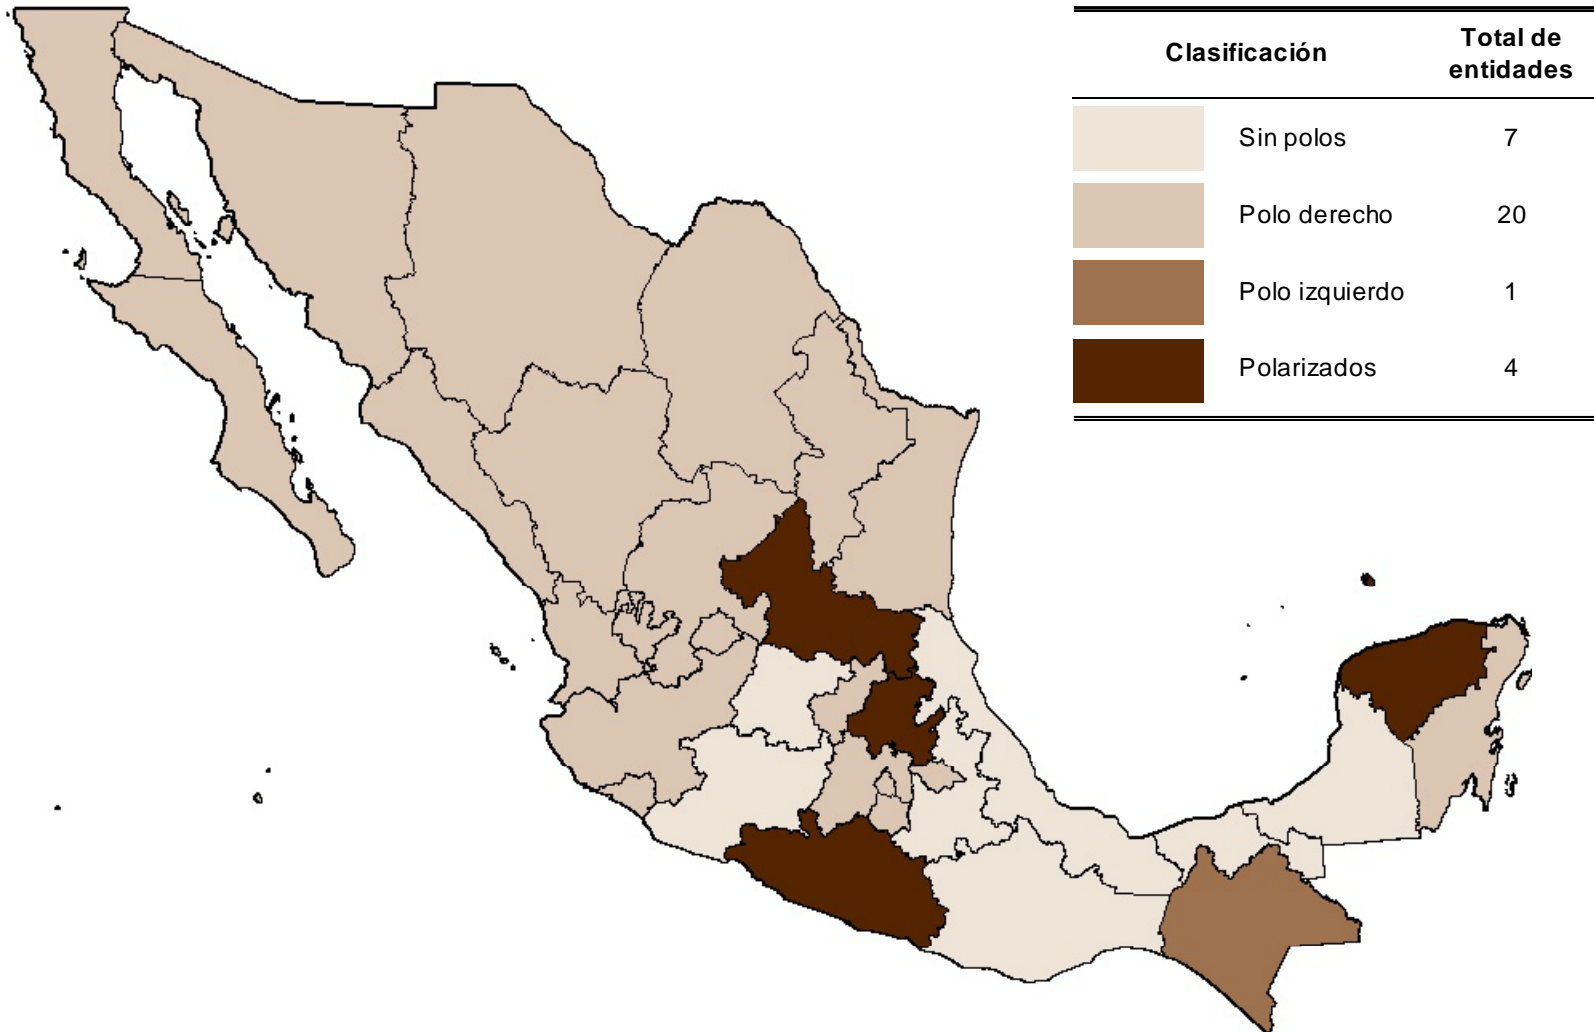 Clasificación Total de entidades
Sin polos 7
Polo derecho 20
Polo izquierdo 1
Polarizados 4